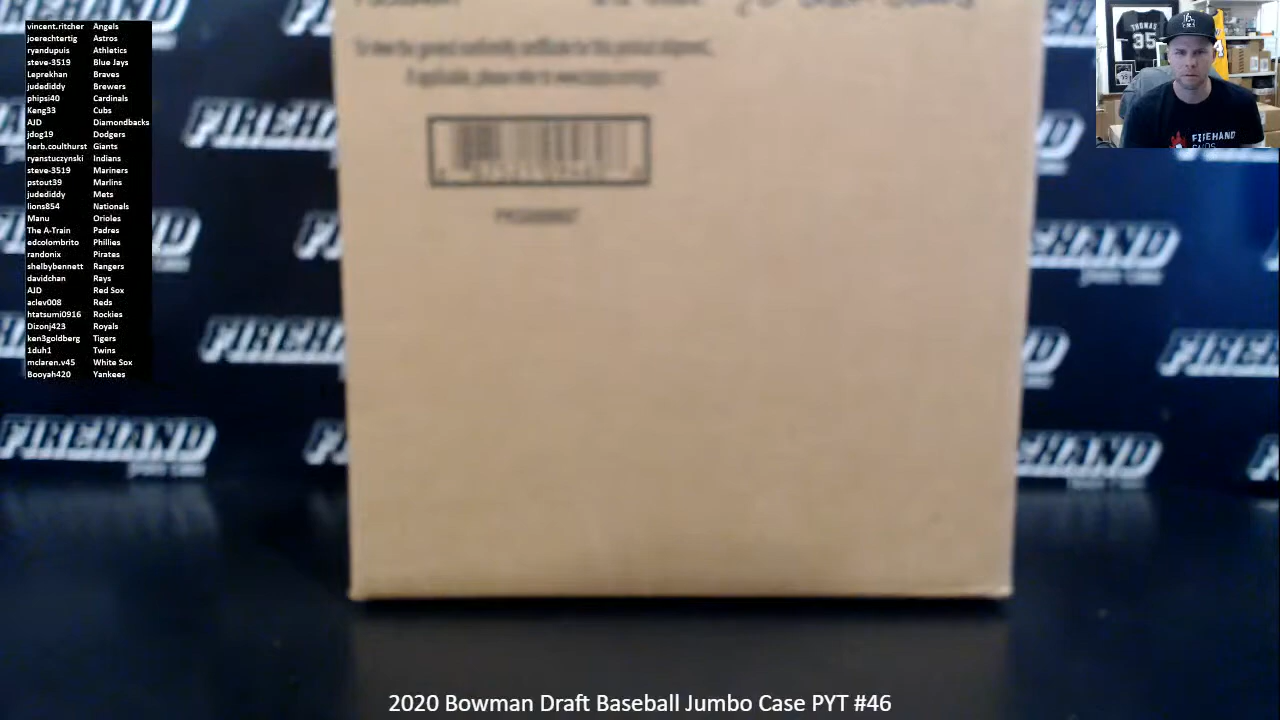 vincent.ritcher Angels
joerechtertig Astros
ryandupuis Athletics
steve-3519 Blue Jays
Leprekhan Braves
judediddy Brewers
phipsi40 Cardinals
Keng33 Cubs
AJD Diamondbacks
jdog19 Dodgers
herb.coulthurst Giants
ryanstuczynski Indians
steve-3519 Mariners
pstout39 Marlins
judediddy Mets
lions854 Nationals
Manu Orioles
The A-Train Padres
edcolombrito Phillies
randonix Pirates
shelbybennett Rangers
davidchan Rays
AJD Red Sox
aclev008 Reds
htatsumi0916 Rockies
Dizonj423 Royals
ken3goldberg Tigers
1duh1 Twins
mclaren.v45 White Sox
Booyah420 Yankees
THOMAS
35
FIREHAND
FIREHAND
FIREHAND
FIREHAND
2020 Bowman Draft Baseball Jumbo Case PYT #46